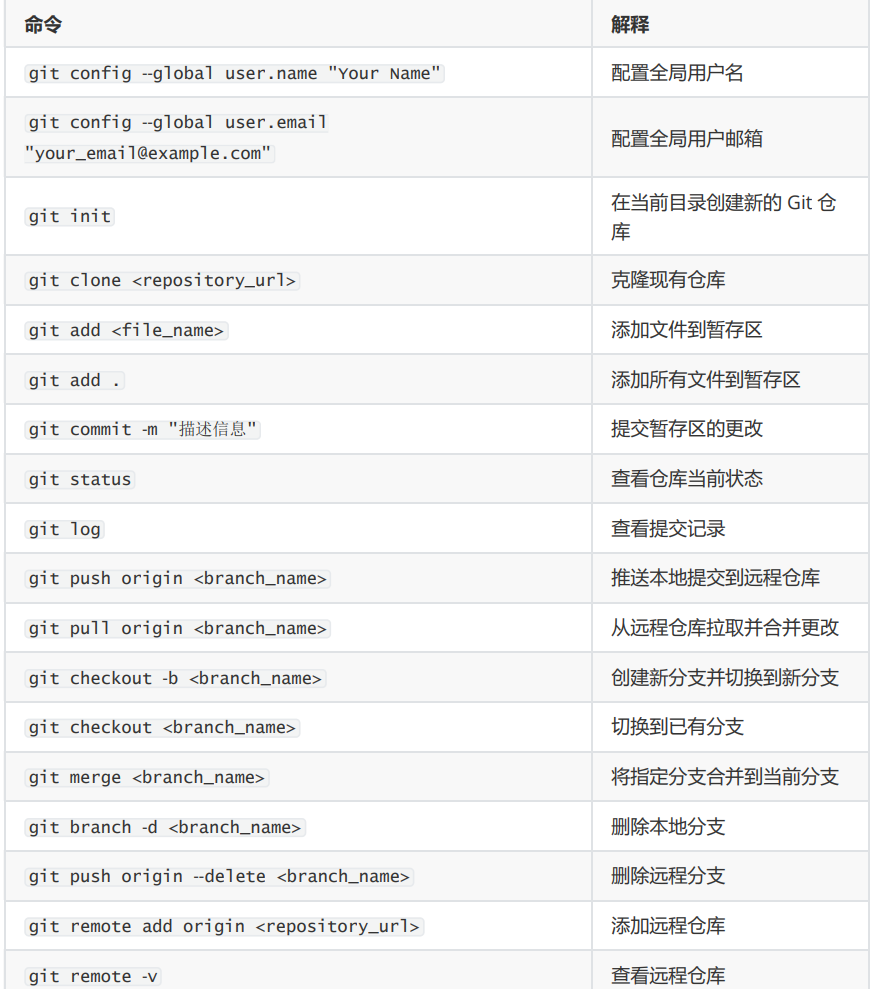 命令 解释
git config --global user.name "Your Name" 配置全局用户名
git config --global user.email
"your_email@example.com" 配置全局用户邮箱
git init 在当前目录创建新的 Git 仓
库
git clone <repository_url> 克隆现有仓库
git add <file_name> 添加文件到暂存区
git add . 添加所有文件到暂存区
git commit -m "描述信息" 提交暂存区的更改
git status 查看仓库当前状态
git log 查看提交记录
git push origin <branch_name> 推送本地提交到远程仓库
git pull origin <branch_name> 从远程仓库拉取并合并更改
git checkout -b <branch_name> 创建新分支并切换到新分支
git checkout <branch_name> 切换到已有分支
git merge <branch_name> 将指定分支合并到当前分支
git branch -d <branch_name> 删除本地分支
git push origin --delete <branch_name> 删除远程分支
git remote add origin <repository_url> 添加远程仓库
git remote -v 查看远程仓库